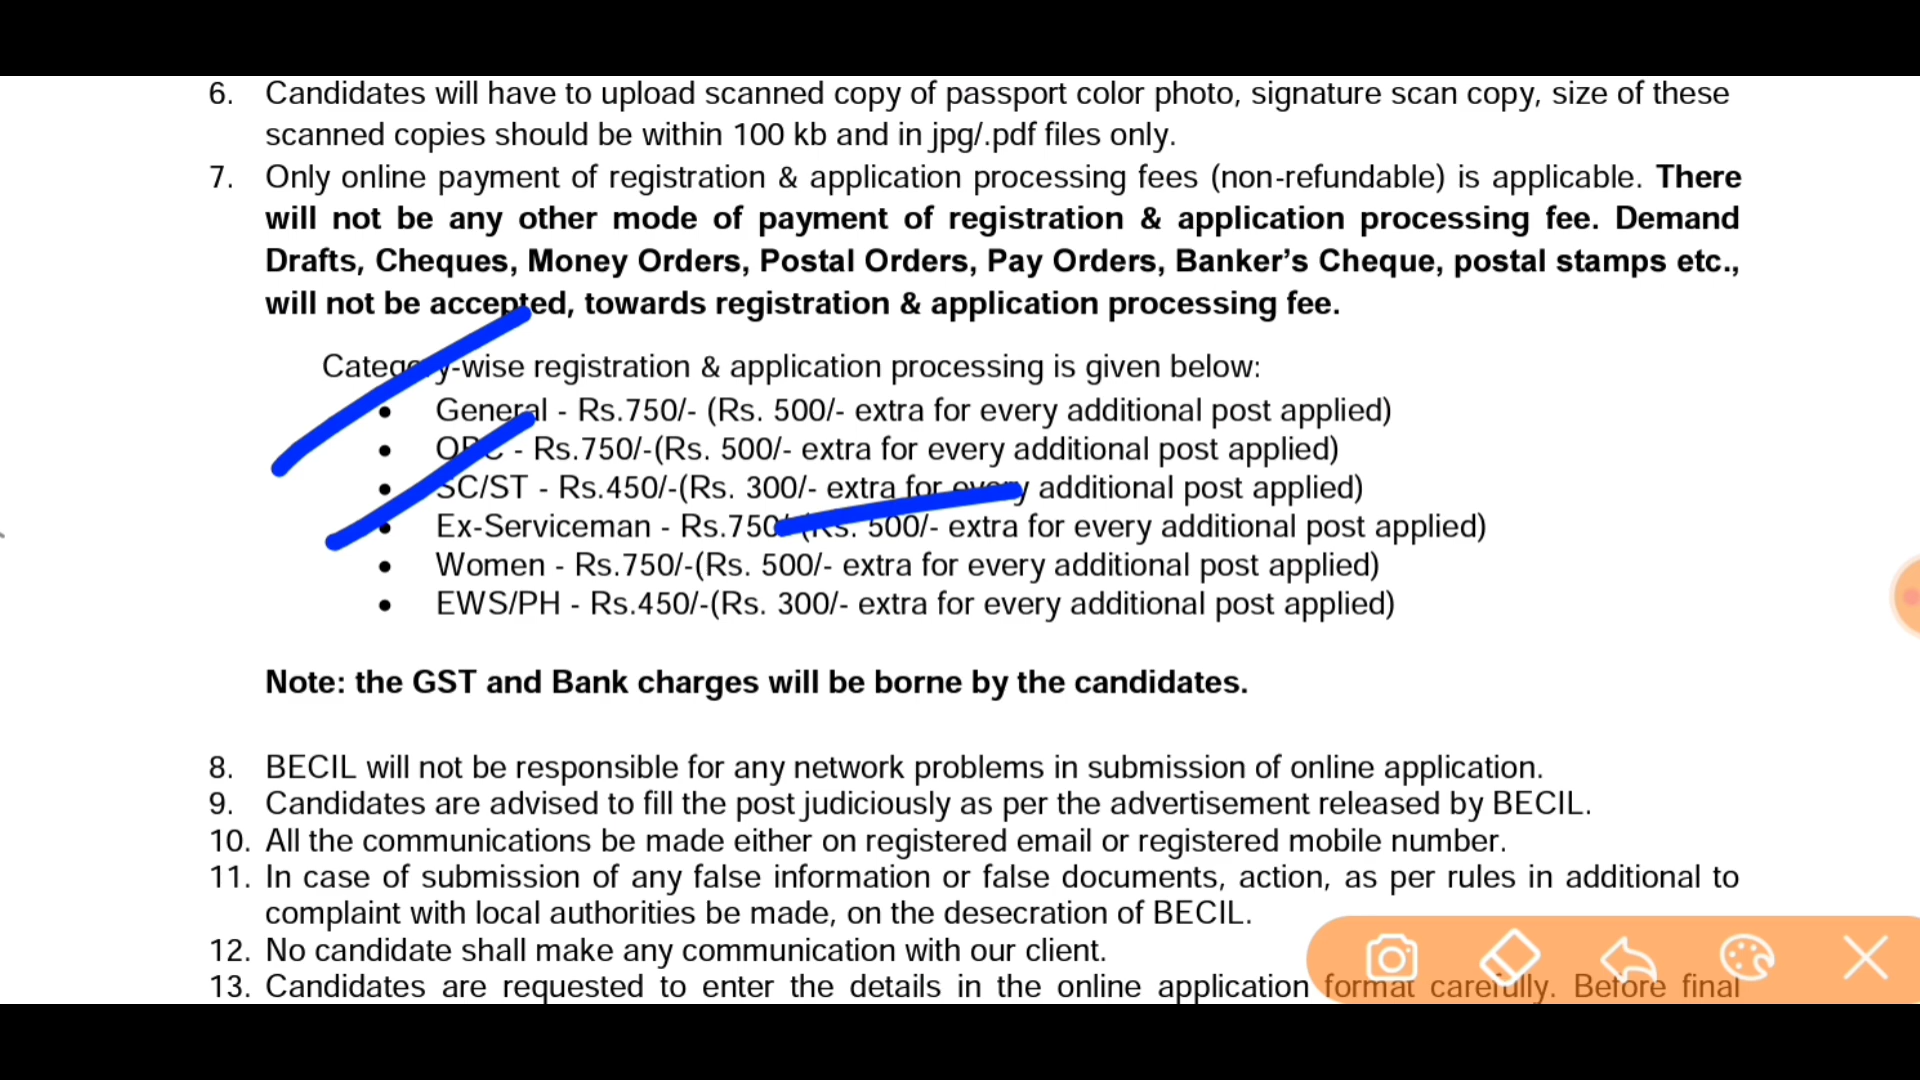 6. Candidates will have to upload scanned copy of passport color photo, signature scan copy, size of these
scanned copies should be within 100 kb and in jpg/.pdf files only.
7. Only online payment of registration & application processing fees (non-refundable) is applicable. There
will not be any other mode of payment of registration & application processing fee. Demand
Drafts, Cheques, Money Orders, Postal Orders, Pay Orders, Banker's Cheque, postal stamps etc.,
will not be accepted, towards registration & application processing fee.
Category-wise registration & application processing is given below:
• General - Rs.750/- (Rs. 500/- extra for every additional post applied)
• OBC - Rs.750/-(Rs. 500/- extra for every additional post applied)
• SC/ST - Rs.450/-(Rs. 300/- extra for every additional post applied)
• Ex-Serviceman - Rs.750/-(Rs. 500/- extra for every additional post applied)
• Women - Rs.750/-(Rs. 500/- extra for every additional post applied)
• EWS/PH - Rs.450/-(Rs. 300/- extra for every additional post applied)
Note: the GST and Bank charges will be borne by the candidates.
8. BECIL will not be responsible for any network problems in submission of online application.
9. Candidates are advised to fill the post judiciously as per the advertisement released by BECIL.
10. All the communications be made either on registered email or registered mobile number.
11. In case of submission of any false information or false documents, action, as per rules in additional to
complaint with local authorities be made, on the desecration of BECIL.
12. No candidate shall make any communication with our client.
13. Candidates are requested to enter the details in the online application format carefully. Before final